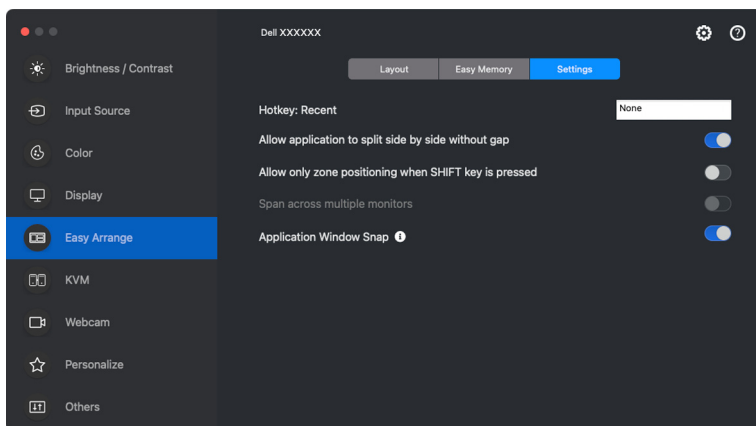 Dell XXXXXX
Brightness / Contrast
Input Source
Color
Display
Easy Arrange
KVM
Webcam
Personalize
Others
Layout Easy Memory Settings
Hotkey: Recent None
Allow application to split side by side without gap
Allow only zone positioning when SHIFT key is pressed
Span across multiple monitors
Application Window Snap